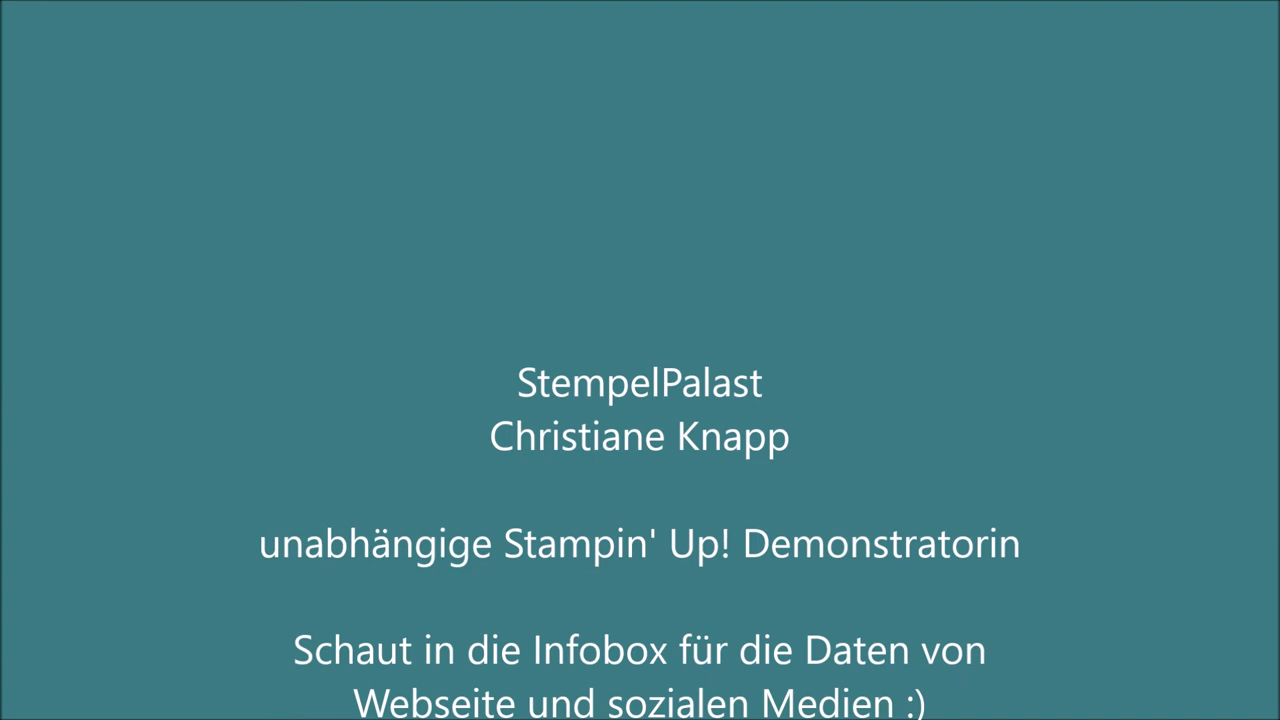 StempelPalast
Christiane Knapp
unabhängige Stampin' Up! Demonstratorin
Schaut in die Infobox für die Daten von
Webseite und sozialen Medien :)